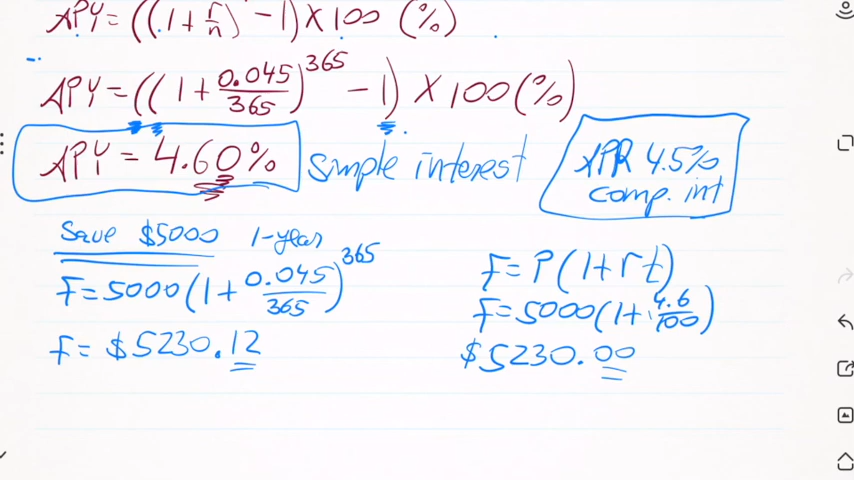 APY = ((1 + r/n) - 1) X 100 (%)
APY = ((1 + 0.045/365)^365 - 1) X 100 (%)
APY = 4.60% simple interest
APR 4.5%
comp. int
Save $5000 1-year
F = 5000 (1 + 0.045/365)^365
F = $5230.12
F = P (1 + r t)
F = 5000 (1 + 4.6/100)
$5230.00